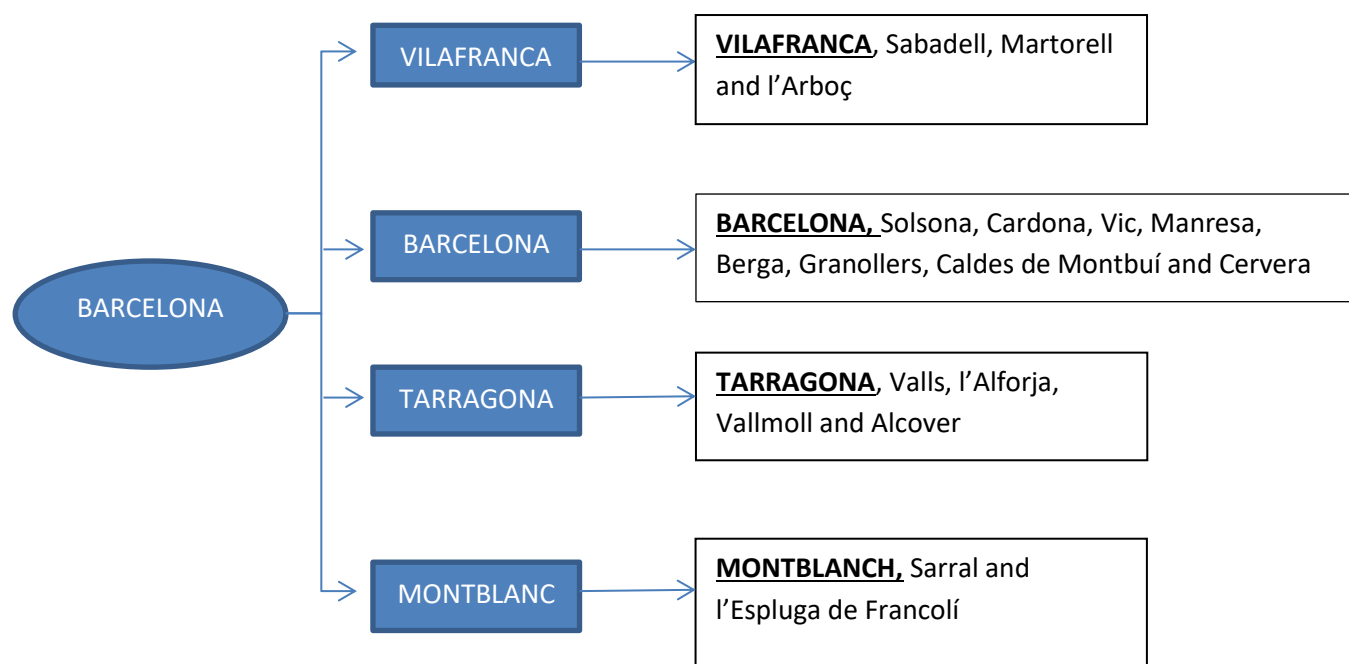 VILAFRANCA
VILAFRANCA, Sabadell, Martorell
and l’Arboç
BARCELONA
BARCELONA, Solsona, Cardona, Vic, Manresa,
Berga, Granollers, Caldes de Montbuí and Cervera
BARCELONA
TARRAGONA
TARRAGONA, Valls, l’Alforja,
Vallmoll and Alcover
MONTBLANC
MONTBLANCH, Sarral and
l’Espluga de Francolí